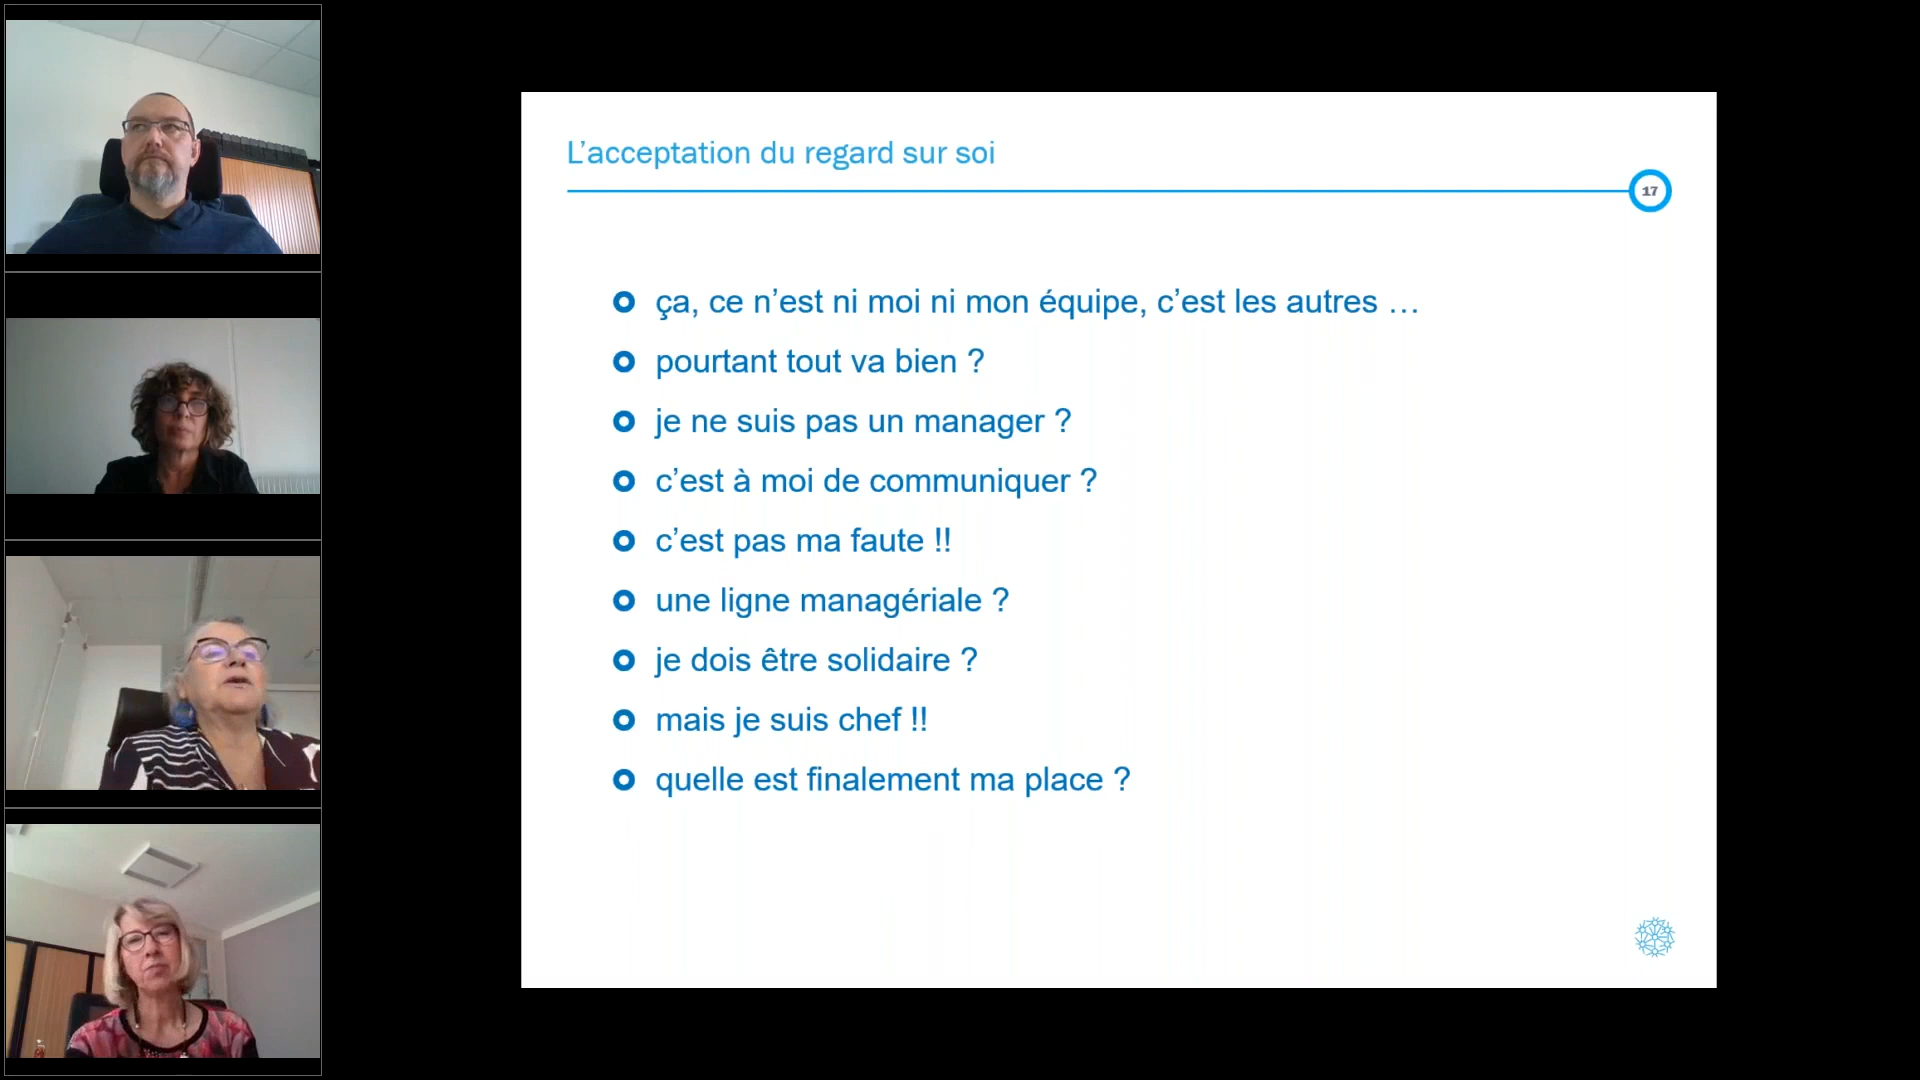 L’acceptation du regard sur soi
17
ça, ce n’est ni moi ni mon équipe, c’est les autres …
pourtant tout va bien ?
je ne suis pas un manager ?
c’est à moi de communiquer ?
c’est pas ma faute !!
une ligne managériale ?
je dois être solidaire ?
mais je suis chef !!
quelle est finalement ma place ?